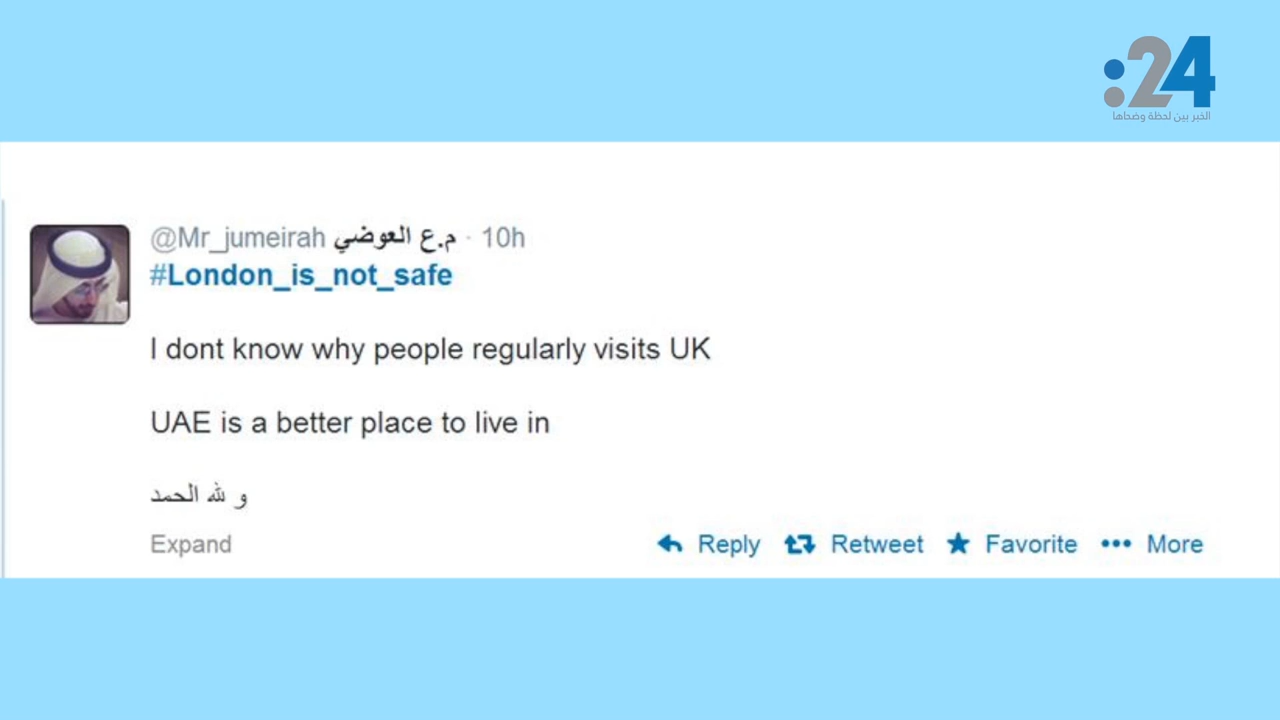 :24
الخبر بين لحظة وضحاها
@Mr_jumeirah م.ع العوضي · 10h
#London_is_not_safe
I dont know why people regularly visits UK
UAE is a better place to live in
و لله الحمد
Expand
Reply Retweet Favorite More